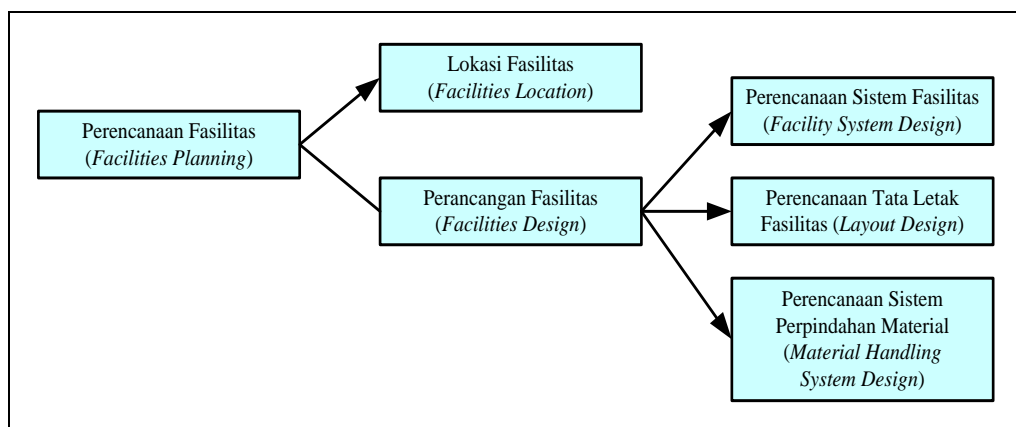 Lokasi Fasilitas
(Facilities Location)
Perencanaan Fasilitas
(Facilities Planning)
Perancangan Fasilitas
(Facilities Design)
Perencanaan Sistem Fasilitas
(Facility System Design)
Perencanaan Tata Letak
Fasilitas (Layout Design)
Perencanaan Sistem
Perpindahan Material
(Material Handling
System Design)